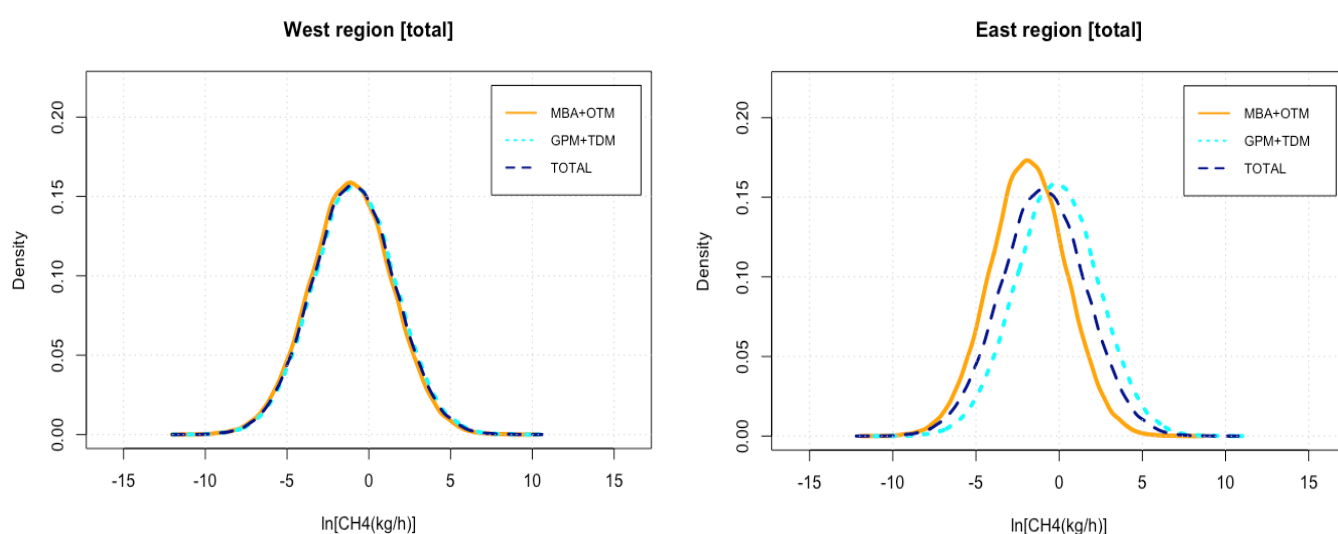 West region [total]
MBA+OTM
GPM+TDM
TOTAL
Density
0.00
0.05
0.10
0.15
0.20
-15 -10 -5 0 5 10 15
ln[CH4(kg/h)]
East region [total]
MBA+OTM
GPM+TDM
TOTAL
Density
0.00
0.05
0.10
0.15
0.20
-15 -10 -5 0 5 10 15
ln[CH4(kg/h)]